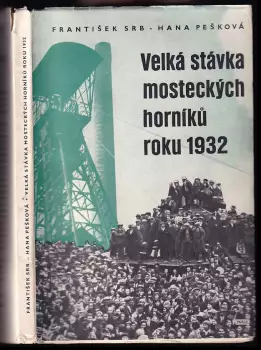 FRANTIŠEK SRB - HANA PEŠKOVÁ
Velká stávka
mosteckých
horníků
roku 1932
FRANTIŠEK SRB - HANA PEŠKOVÁ • VELKÁ STÁVKA MOSTECKÝCH HORNÍKŮ ROKU 1932